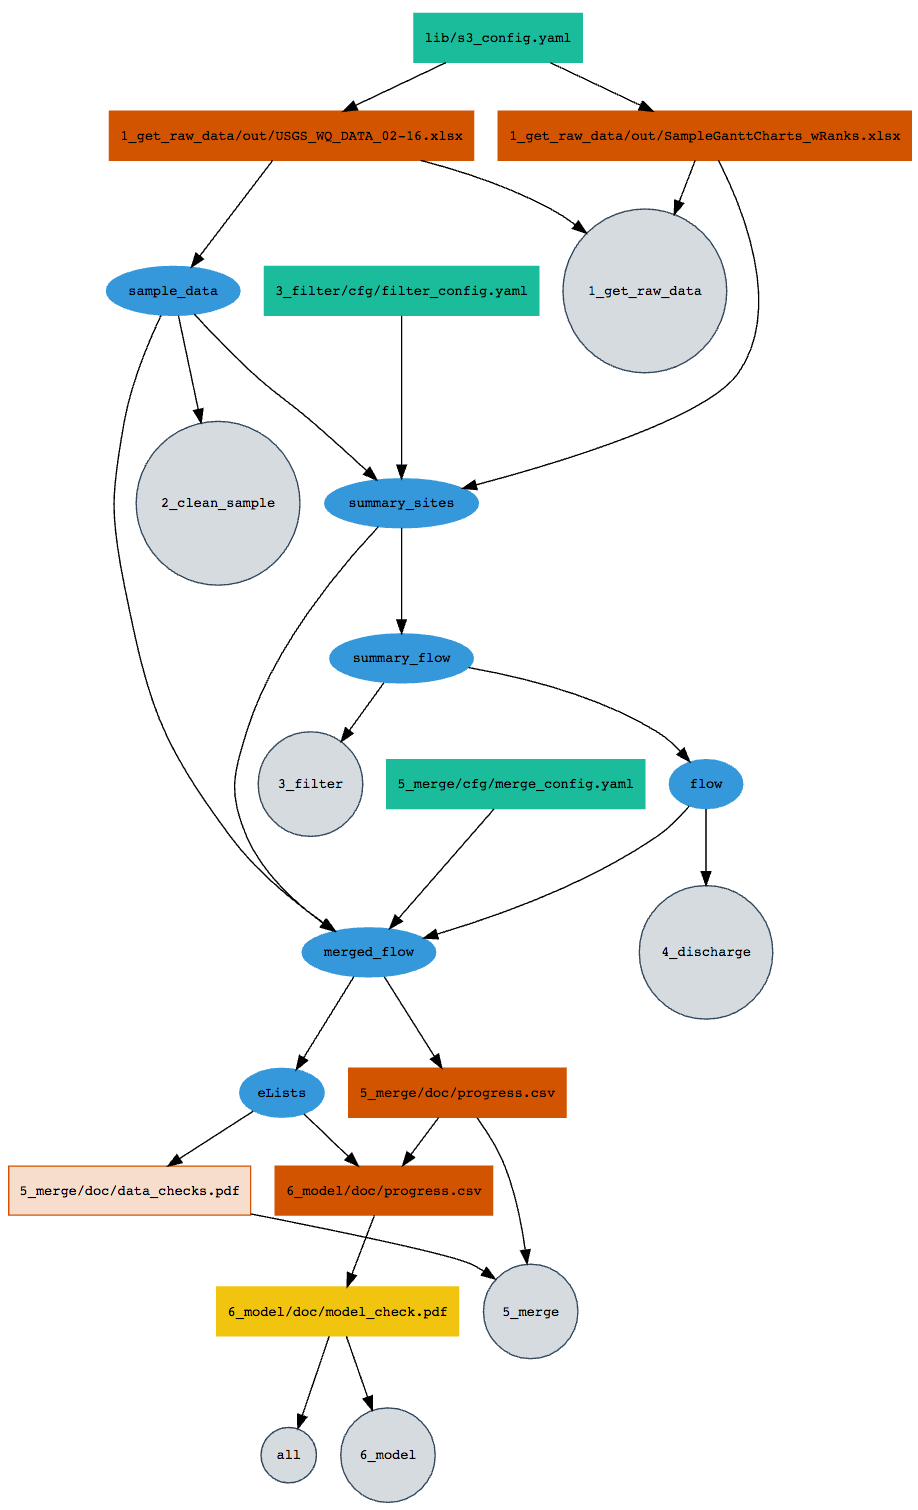 lib/s3_config.yaml
1_get_raw_data/out/USGS_WQ_DATA_02-16.xlsx
1_get_raw_data/out/SampleGanttCharts_wRanks.xlsx
sample_data
3_filter/cfg/filter_config.yaml
1_get_raw_data
2_clean_sample
summary_sites
summary_flow
3_filter
5_merge/cfg/merge_config.yaml
flow
merged_flow
4_discharge
eLists
5_merge/doc/progress.csv
5_merge/doc/data_checks.pdf
6_model/doc/progress.csv
6_model/doc/model_check.pdf
5_merge
all
6_model